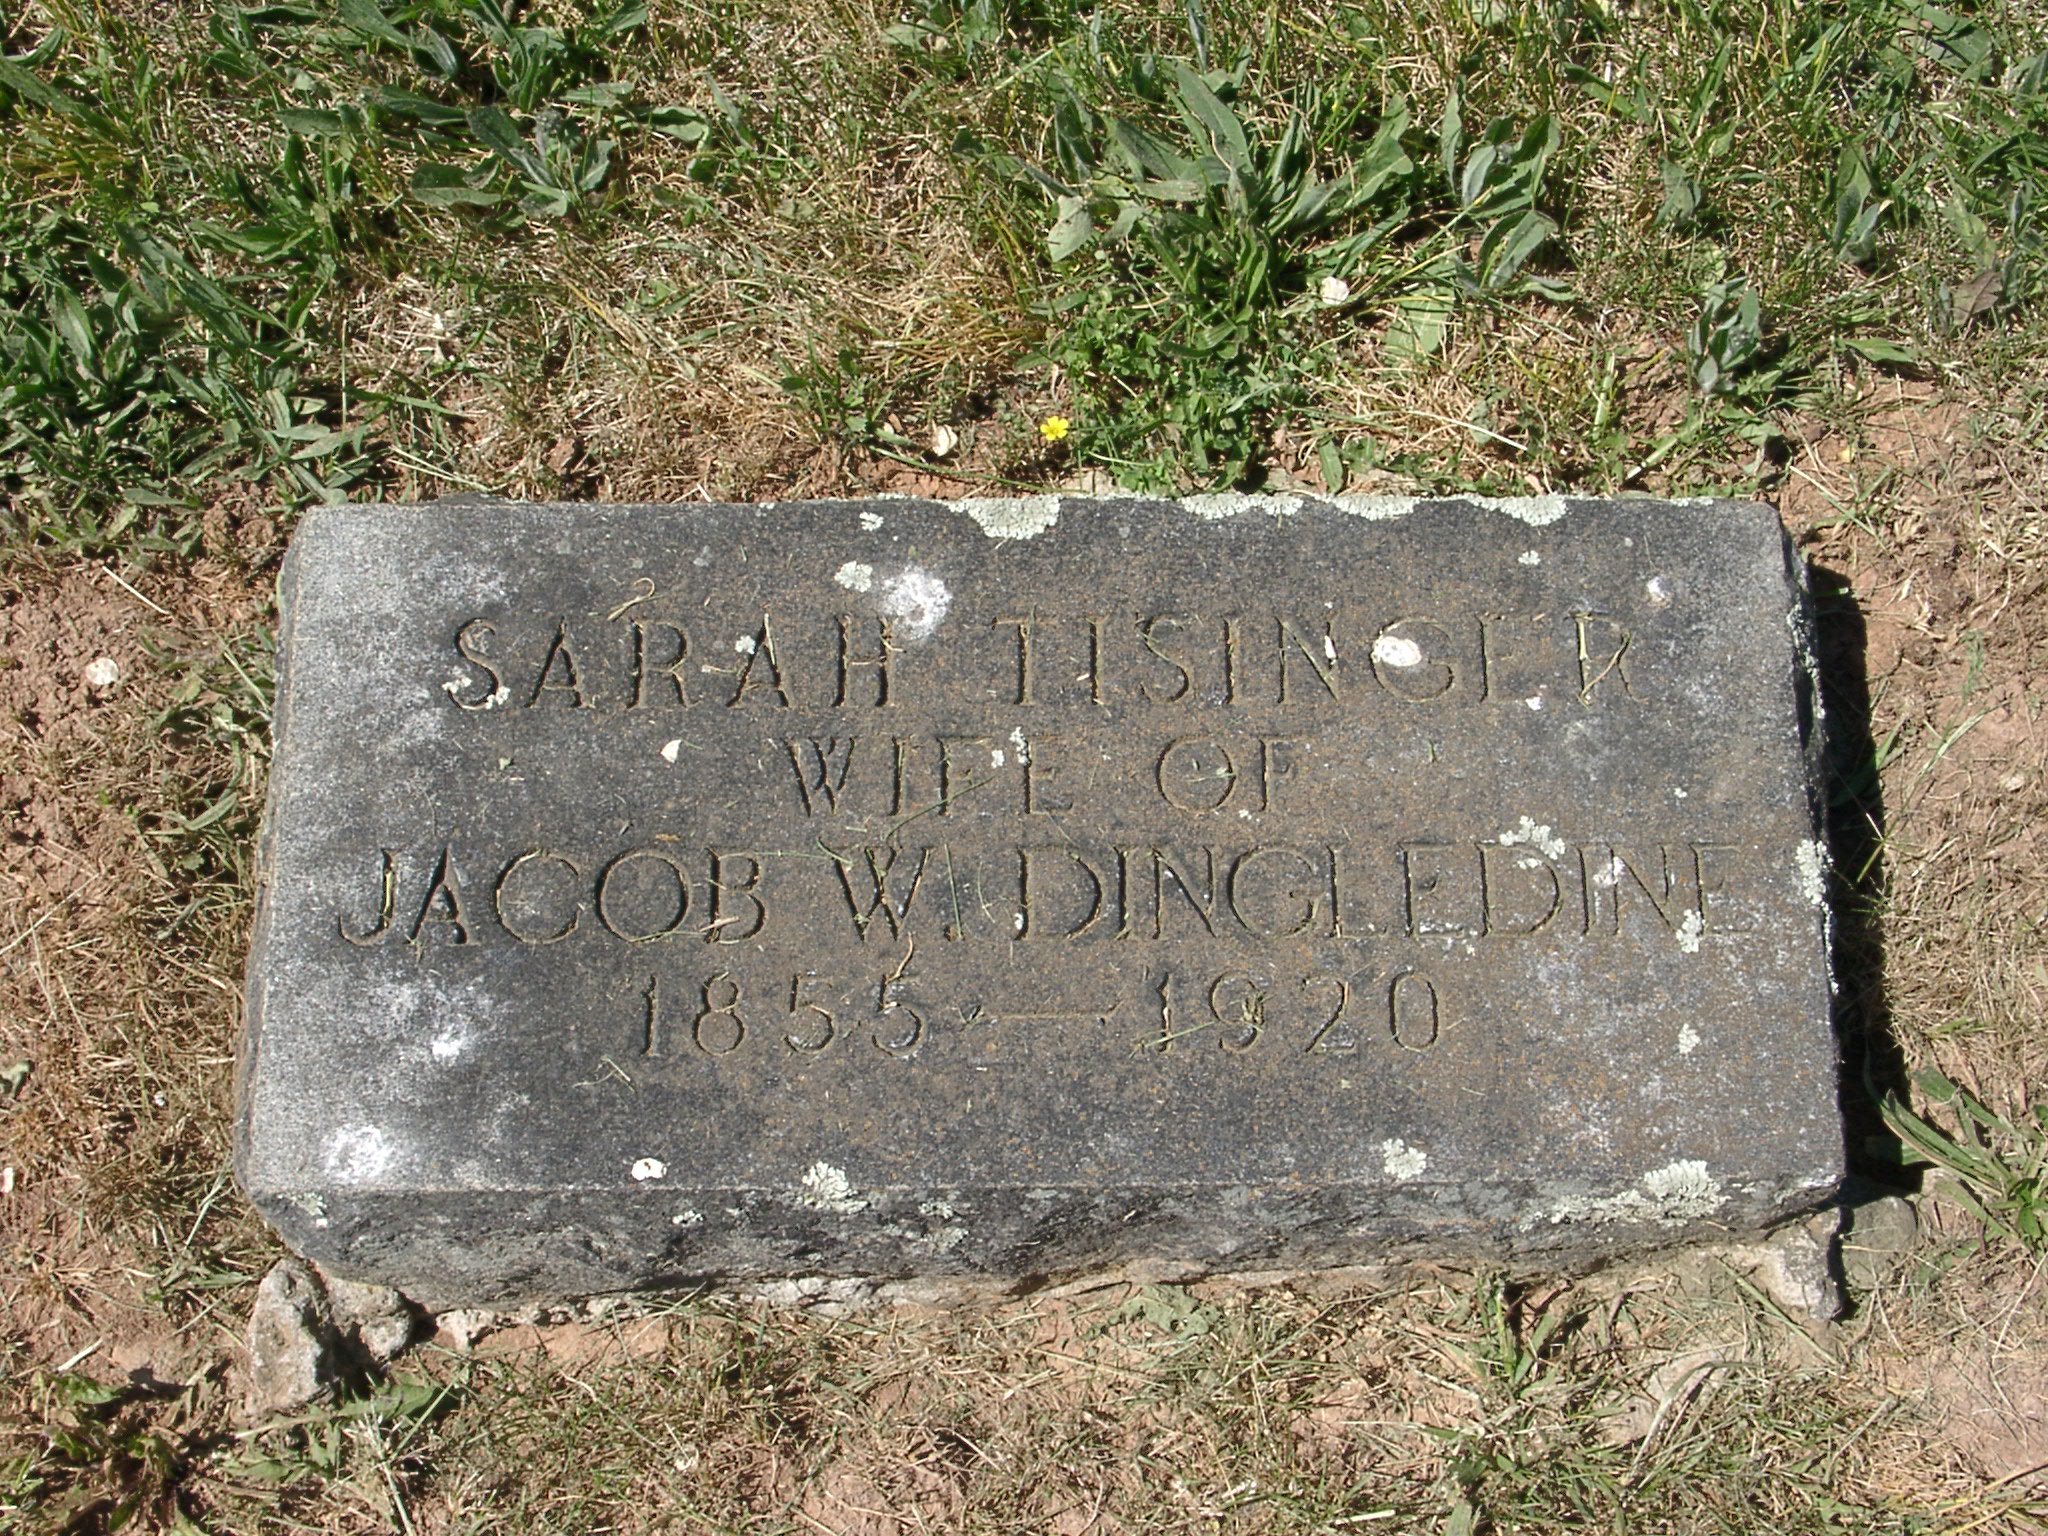 SARAH TISINGER
WIFE OF
JACOB W. DINGLEDINE
1855 — 1920